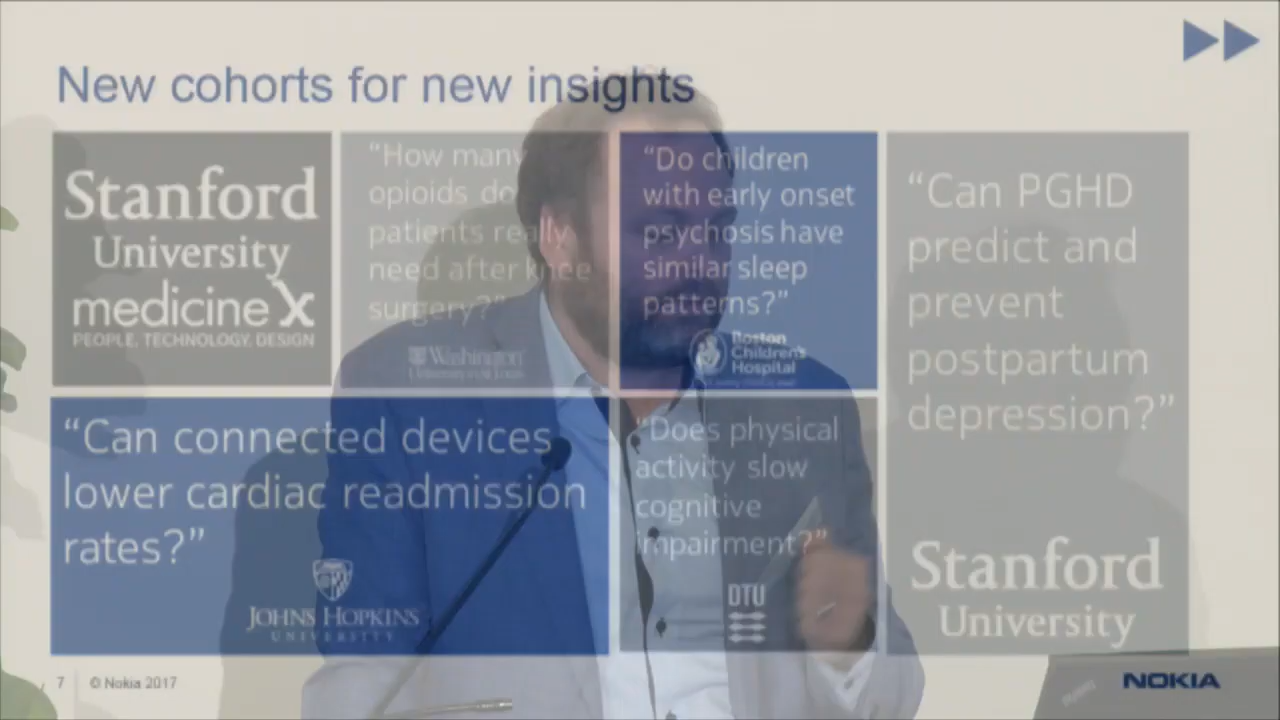 New cohorts for new insights
Stanford
University
medicine X
PEOPLE, TECHNOLOGY, DESIGN
“How many
opioids do
patients really
need after knee
surgery?”
Washington
“Do children
with early onset
psychosis have
similar sleep
patterns?”
Boston
Children's
Hospital
“Can PGHD
predict and
prevent
postpartum
depression?”
Stanford
University
“Can connected devices
lower cardiac readmission
rates?”
JOHNS HOPKINS
UNIVERSITY
“Does physical
activity slow
cognitive
impairment?”
DTU
7
© Nokia 2017
NOKIA